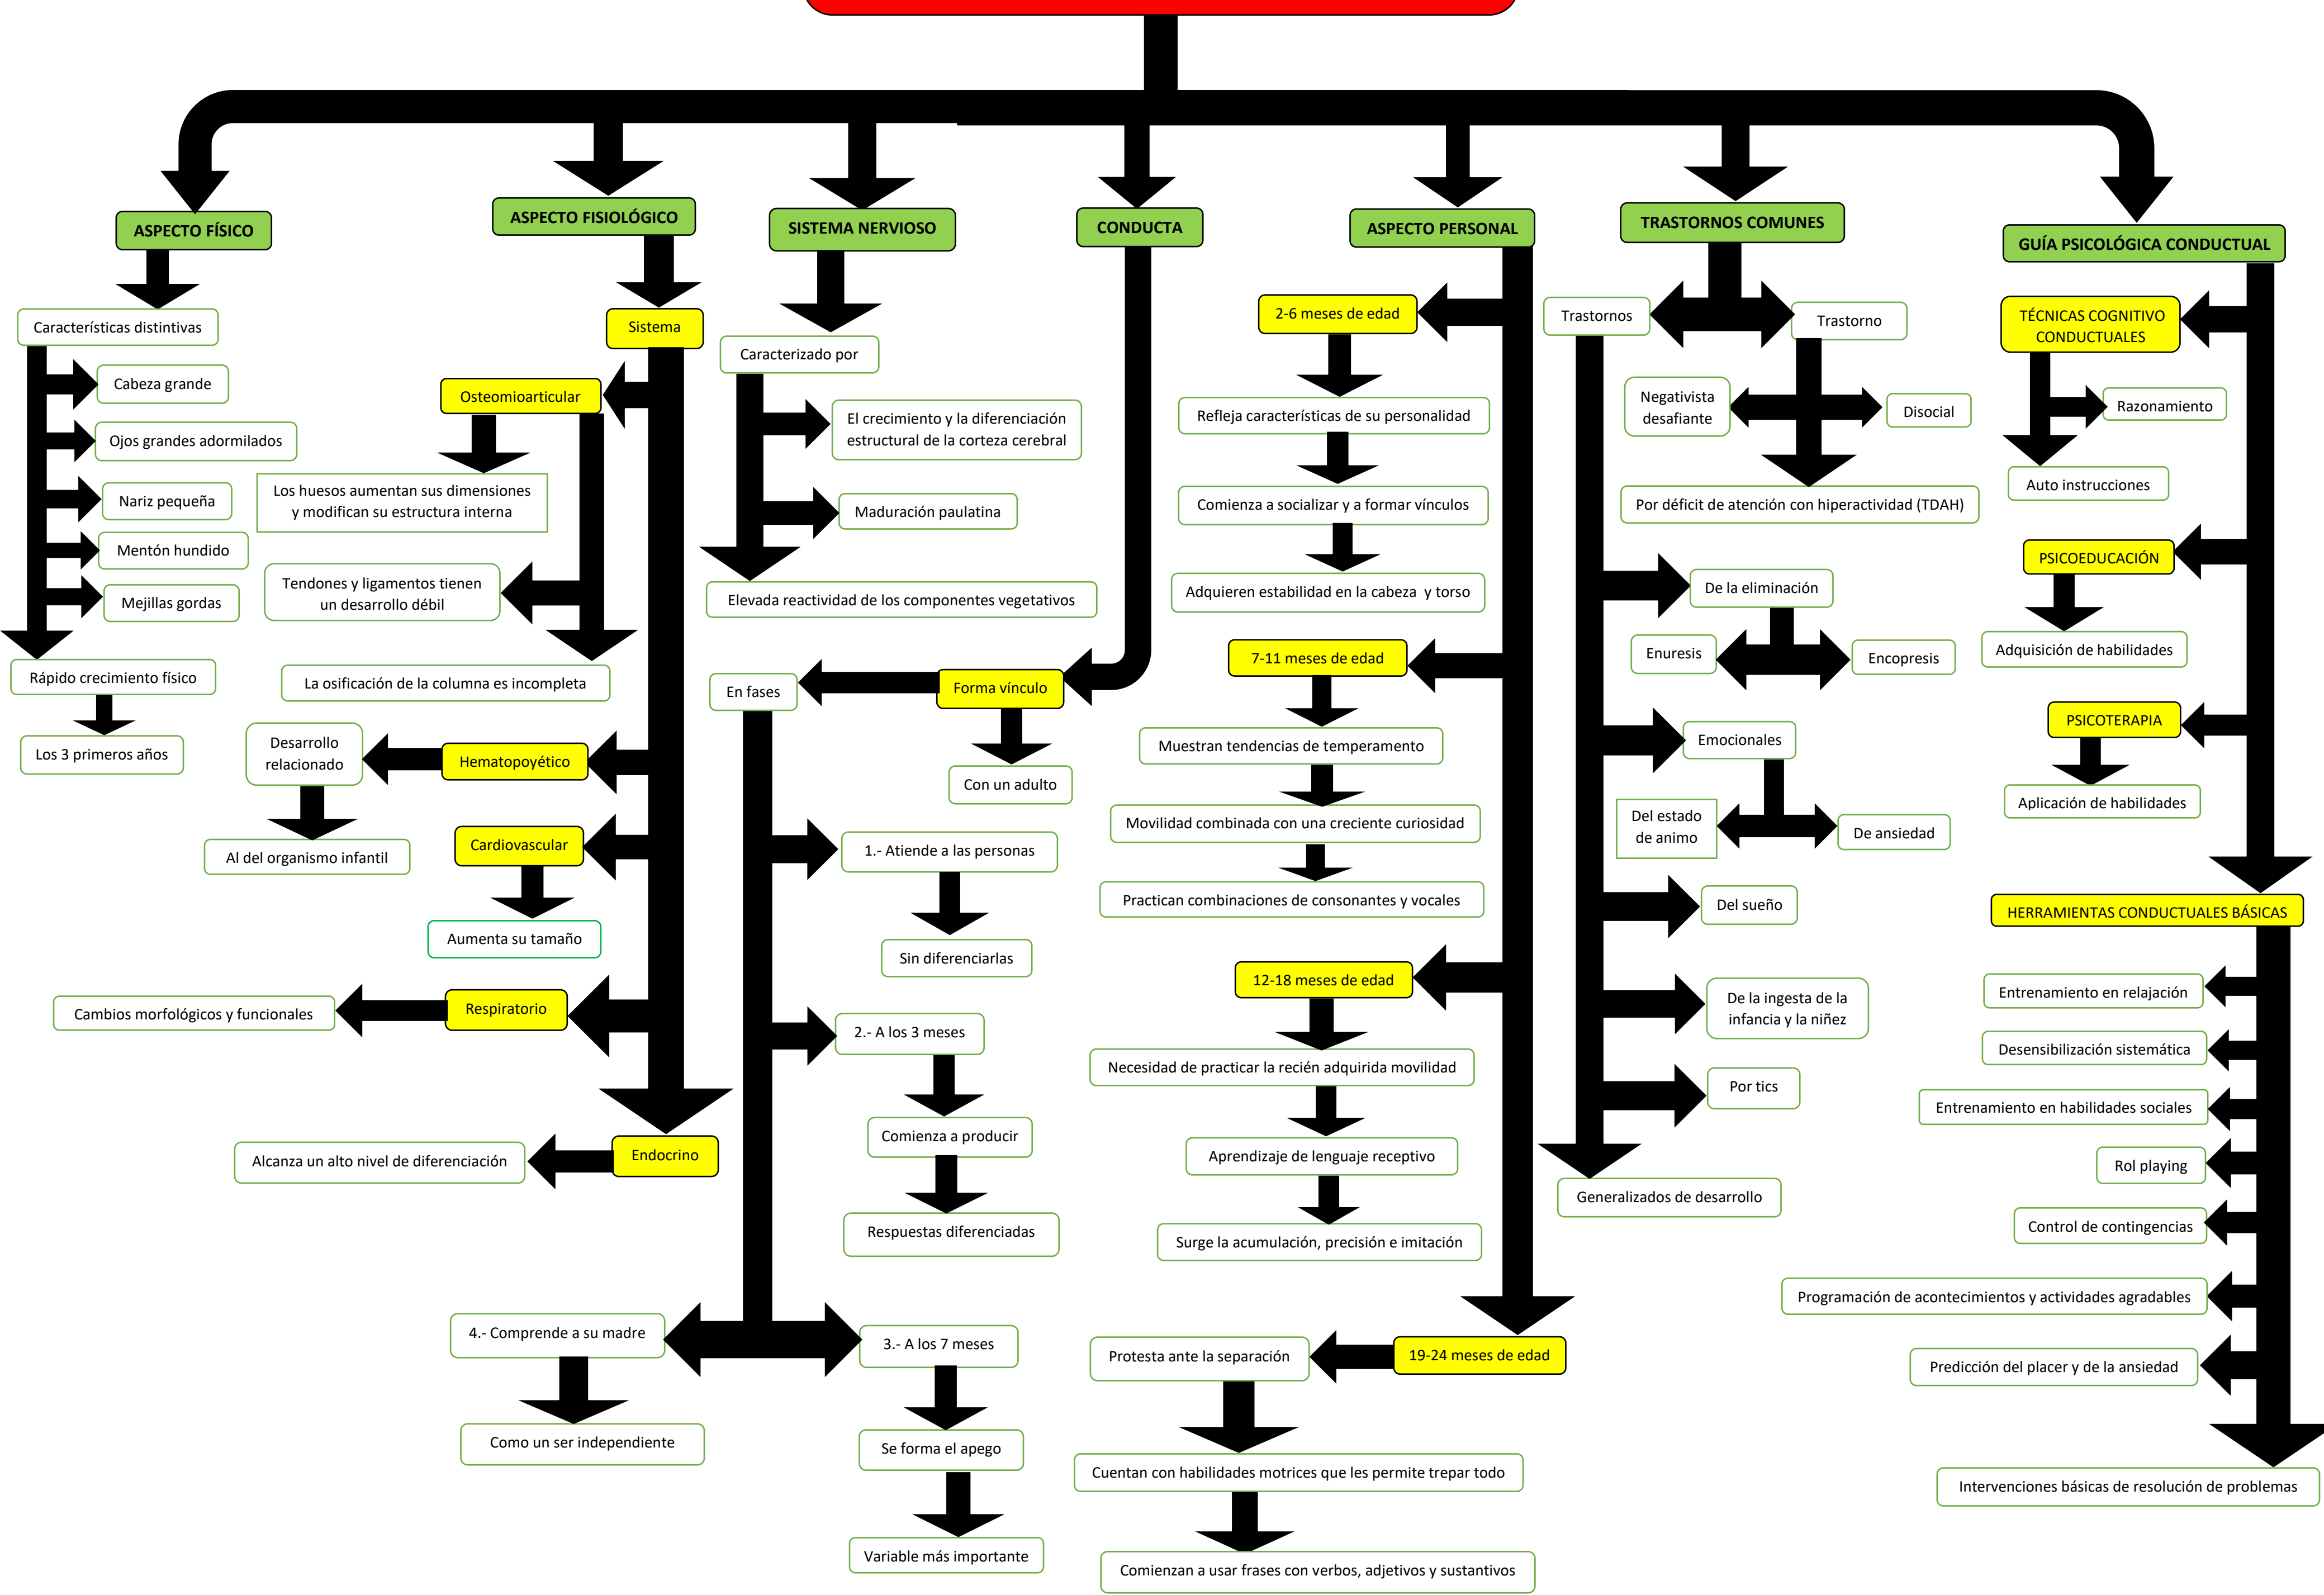 ASPECTO FÍSICO
Características distintivas
Cabeza grande
Ojos grandes adormilados
Nariz pequeña
Mentón hundido
Mejillas gordas
Rápido crecimiento físico
Los 3 primeros años
ASPECTO FISIOLÓGICO
Sistema
Osteomioarticular
Los huesos aumentan sus dimensiones
y modifican su estructura interna
Tendones y ligamentos tienen
un desarrollo débil
La osificación de la columna es incompleta
Hematopoyético
Desarrollo
relacionado
Al del organismo infantil
Cardiovascular
Aumenta su tamaño
Respiratorio
Cambios morfológicos y funcionales
Endocrino
Alcanza un alto nivel de diferenciación
SISTEMA NERVIOSO
Caracterizado por
El crecimiento y la diferenciación
estructural de la corteza cerebral
Maduración paulatina
Elevada reactividad de los componentes vegetativos
CONDUCTA
Forma vínculo
Con un adulto
En fases
1.- Atiende a las personas
Sin diferenciarlas
2.- A los 3 meses
Comienza a producir
Respuestas diferenciadas
3.- A los 7 meses
Se forma el apego
Variable más importante
4.- Comprende a su madre
Como un ser independiente
ASPECTO PERSONAL
2-6 meses de edad
Refleja características de su personalidad
Comienza a socializar y a formar vínculos
Adquieren estabilidad en la cabeza y torso
7-11 meses de edad
Muestran tendencias de temperamento
Movilidad combinada con una creciente curiosidad
Practican combinaciones de consonantes y vocales
12-18 meses de edad
Necesidad de practicar la recién adquirida movilidad
Aprendizaje de lenguaje receptivo
Surge la acumulación, precisión e imitación
19-24 meses de edad
Protesta ante la separación
Cuentan con habilidades motrices que les permite trepar todo
Comienzan a usar frases con verbos, adjetivos y sustantivos
TRASTORNOS COMUNES
Trastornos
Trastorno
Negativista
desafiante
Disocial
Por déficit de atención con hiperactividad (TDAH)
De la eliminación
Enuresis
Encopresis
Emocionales
Del estado
de animo
De ansiedad
Del sueño
De la ingesta de la
infancia y la niñez
Por tics
Generalizados de desarrollo
GUÍA PSICOLÓGICA CONDUCTUAL
TÉCNICAS COGNITIVO
CONDUCTUALES
Razonamiento
Auto instrucciones
PSICOEDUCACIÓN
Adquisición de habilidades
PSICOTERAPIA
Aplicación de habilidades
HERRAMIENTAS CONDUCTUALES BÁSICAS
Entrenamiento en relajación
Desensibilización sistemática
Entrenamiento en habilidades sociales
Rol playing
Control de contingencias
Programación de acontecimientos y actividades agradables
Predicción del placer y de la ansiedad
Intervenciones básicas de resolución de problemas